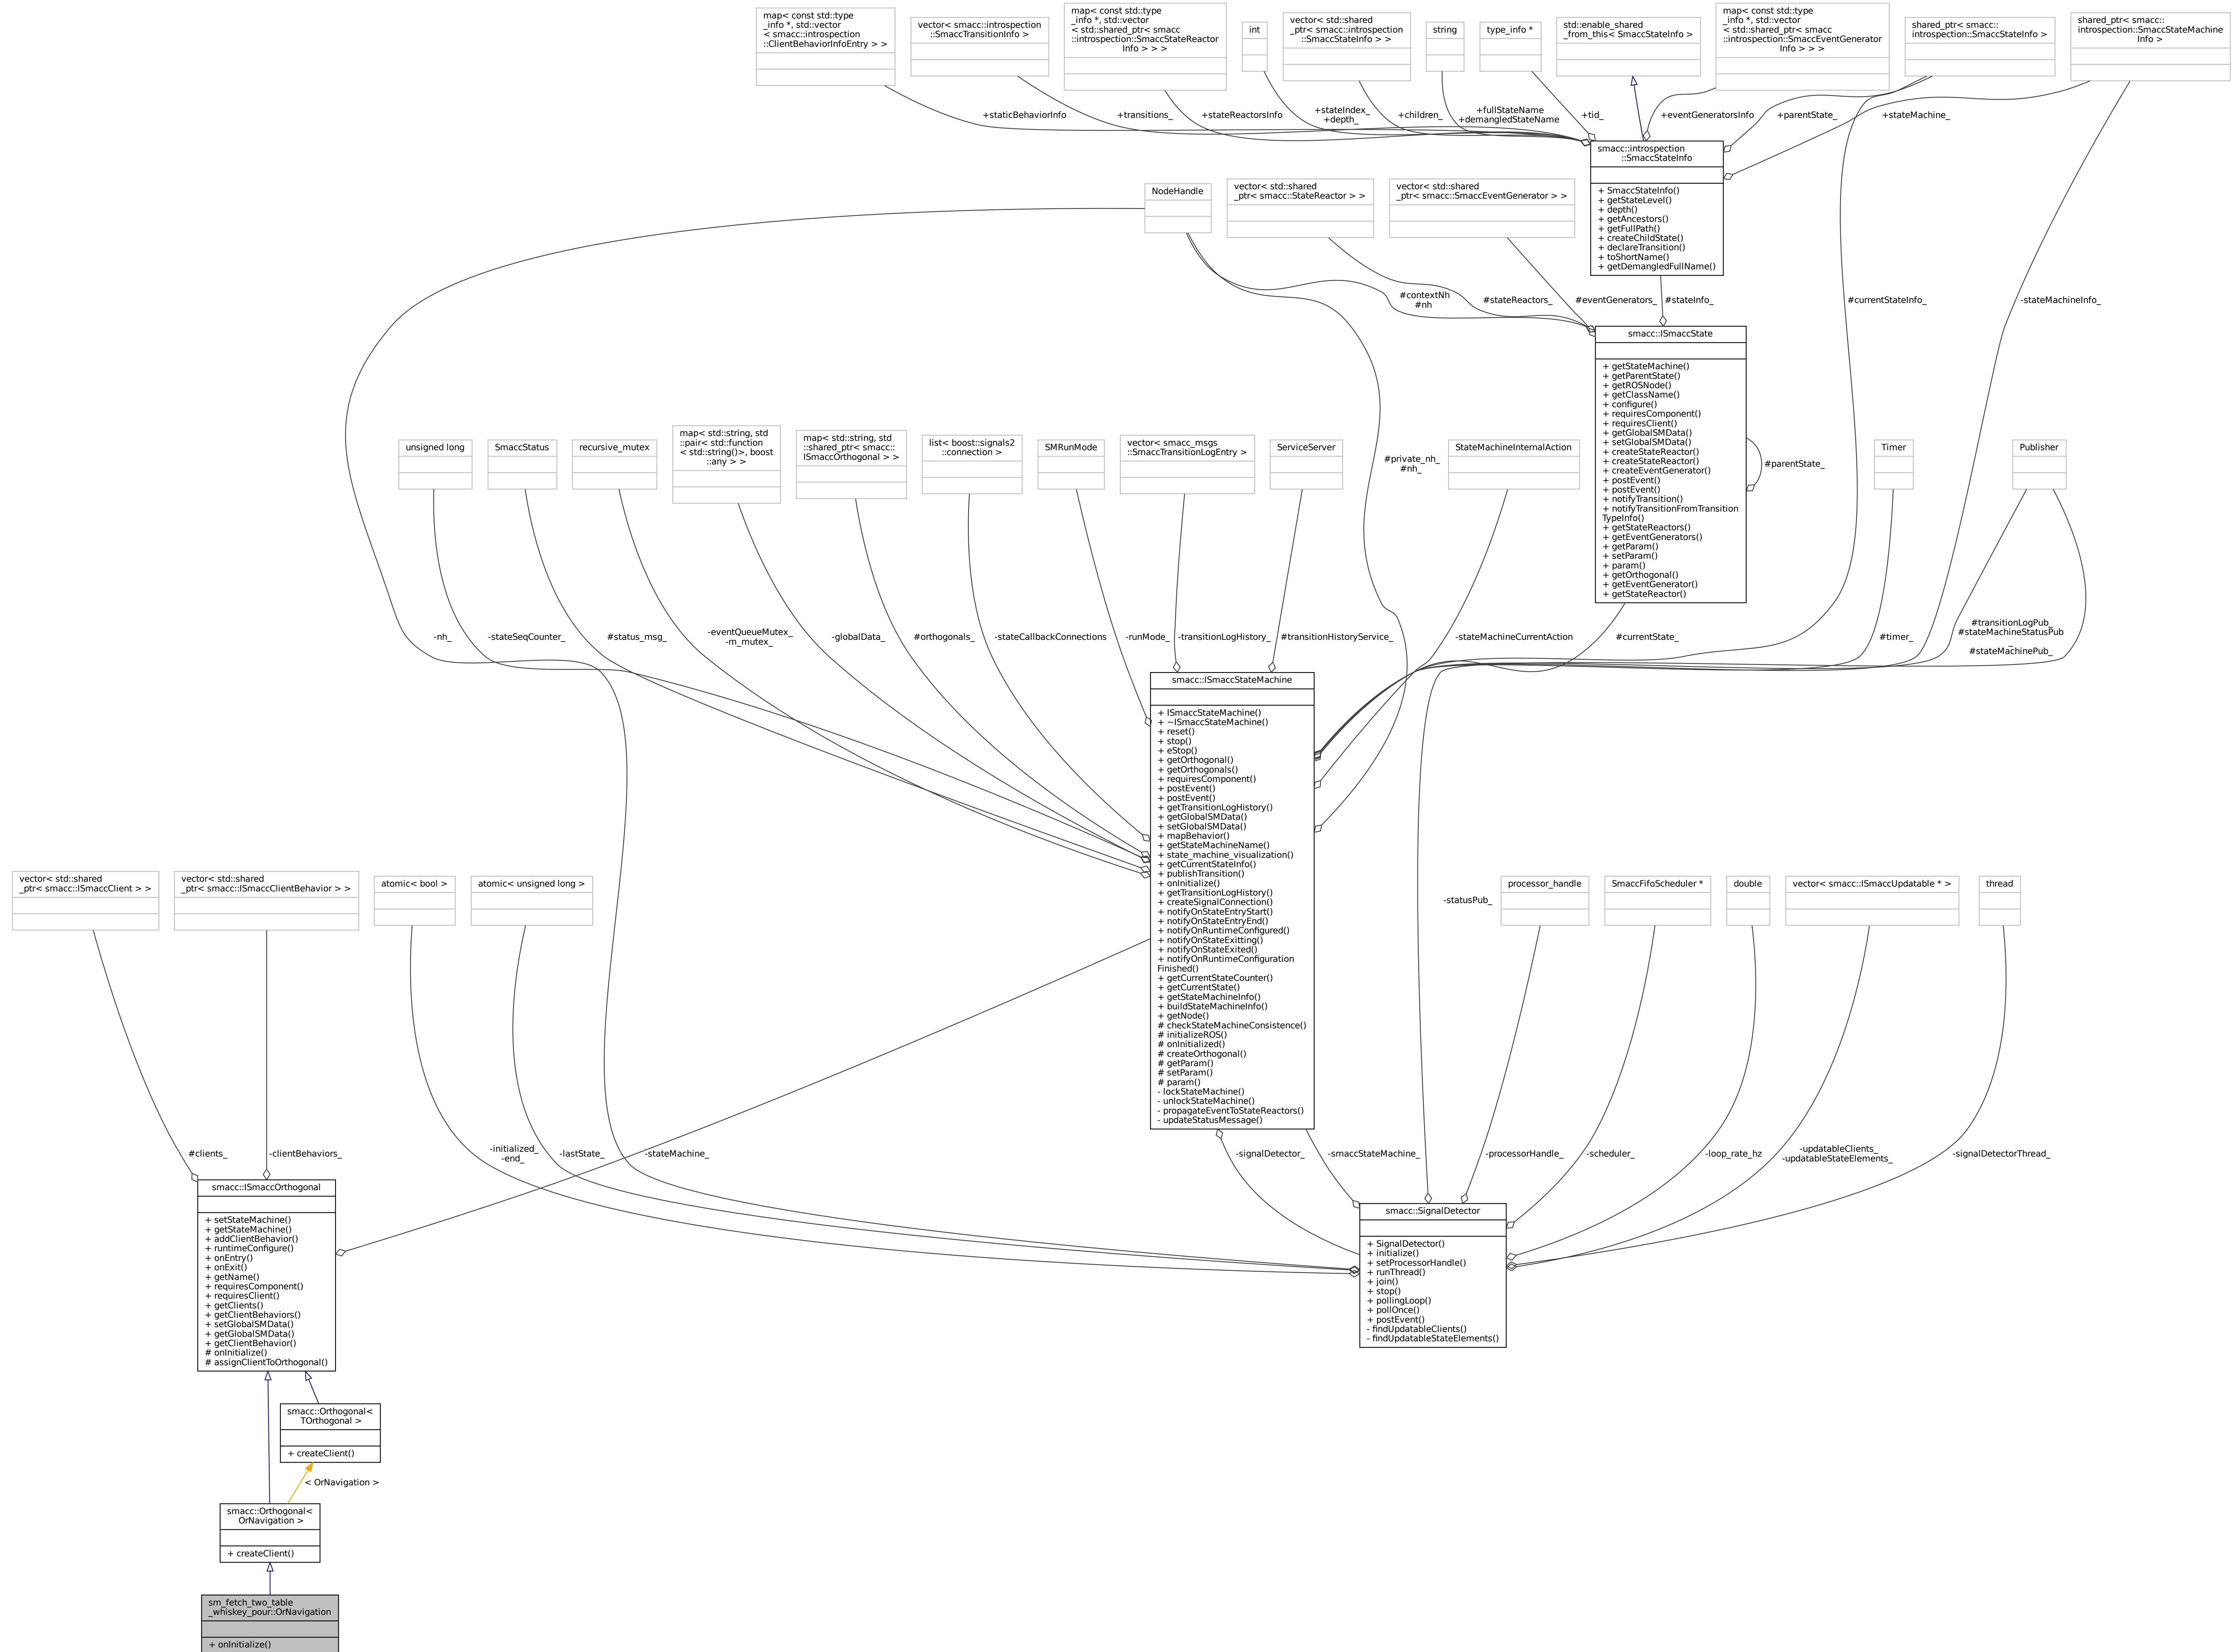 map< const std::type
_info *, std::vector
< smacc::introspection
::ClientBehaviorInfoEntry > >
vector< smacc::introspection
::SmaccTransitionInfo >
map< const std::type
_info *, std::vector
< std::shared_ptr< smacc
::introspection::SmaccStateReactor
Info > > >
int
vector< std::shared
_ptr< smacc::introspection
::SmaccStateInfo > >
string
type_info *
std::enable_shared
_from_this< SmaccStateInfo >
map< const std::type
_info *, std::vector
< std::shared_ptr< smacc
::introspection::SmaccEventGenerator
Info > > >
shared_ptr< smacc::
introspection::SmaccStateInfo >
shared_ptr< smacc::
introspection::SmaccStateMachine
Info >
+staticBehaviorInfo
+transitions_
+stateReactorsInfo
+stateIndex_
+depth_
+children_
+fullStateName
+demangledStateName
+tid_
+eventGeneratorsInfo
+parentState_
+stateMachine_
smacc::introspection
::SmaccStateInfo
+ SmaccStateInfo()
+ getStateLevel()
+ depth()
+ getAncestors()
+ getFullPath()
+ createChildState()
+ declareTransition()
+ toShortName()
+ getDemangledFullName()
NodeHandle
vector< std::shared
_ptr< smacc::StateReactor > >
vector< std::shared
_ptr< smacc::SmaccEventGenerator > >
#contextNh
#nh
#stateReactors_
#eventGenerators_
#stateInfo_
#currentStateInfo_
-stateMachineInfo_
smacc::ISmaccState
+ getStateMachine()
+ getParentState()
+ getROSNode()
+ getClassName()
+ configure()
+ requiresComponent()
+ requiresClient()
+ getGlobalSMData()
+ setGlobalSMData()
+ createStateReactor()
+ createStateReactor()
+ createEventGenerator()
+ postEvent()
+ postEvent()
+ notifyTransition()
+ notifyTransitionFromTransition
TypeInfo()
+ getStateReactors()
+ getEventGenerators()
+ getParam()
+ setParam()
+ param()
+ getOrthogonal()
+ getEventGenerator()
+ getStateReactor()
#parentState_
unsigned long
SmaccStatus
recursive_mutex
map< std::string, std
::pair< std::function
< std::string()>, boost
::any > >
map< std::string, std
::shared_ptr< smacc::
ISmaccOrthogonal > >
list< boost::signals2
::connection >
SMRunMode
vector< smacc_msgs
::SmaccTransitionLogEntry >
ServiceServer
#private_nh_
#nh_
StateMachineInternalAction
Timer
Publisher
-nh_
-stateSeqCounter_
#status_msg_
-eventQueueMutex_
-m_mutex_
-globalData_
#orthogonals_
-stateCallbackConnections
-runMode_
-transitionLogHistory_
#transitionHistoryService_
-stateMachineCurrentAction
#currentState_
#timer_
#transitionLogPub_
#stateMachineStatusPub
_
#stateMachinePub_
smacc::ISmaccStateMachine
+ ISmaccStateMachine()
+ ~ISmaccStateMachine()
+ reset()
+ stop()
+ eStop()
+ getOrthogonal()
+ getOrthogonals()
+ requiresComponent()
+ postEvent()
+ postEvent()
+ getTransitionLogHistory()
+ getGlobalSMData()
+ setGlobalSMData()
+ mapBehavior()
+ getStateMachineName()
+ state_machine_visualization()
+ getCurrentStateInfo()
+ publishTransition()
+ onInitialize()
+ getTransitionLogHistory()
+ createSignalConnection()
+ notifyOnStateEntryStart()
+ notifyOnStateEntryEnd()
+ notifyOnRuntimeConfigured()
+ notifyOnStateExitting()
+ notifyOnStateExited()
+ notifyOnRuntimeConfiguration
Finished()
+ getCurrentStateCounter()
+ getCurrentState()
+ getStateMachineInfo()
+ buildStateMachineInfo()
+ getNode()
# checkStateMachineConsistence()
# initializeROS()
# onInitialized()
# createOrthogonal()
# getParam()
# setParam()
# param()
- lockStateMachine()
- unlockStateMachine()
- propagateEventToStateReactors()
- updateStatusMessage()
vector< std::shared
_ptr< smacc::ISmaccClient > >
vector< std::shared
_ptr< smacc::ISmaccClientBehavior > >
atomic< bool >
atomic< unsigned long >
-statusPub_
processor_handle
SmaccFifoScheduler *
double
vector< smacc::ISmaccUpdatable * >
thread
#clients_
-clientBehaviors_
-initialized_
-end_
-lastState_
-stateMachine_
-signalDetector_
-smaccStateMachine_
-processorHandle_
-scheduler_
-loop_rate_hz
-updatableClients_
-updatableStateElements_
-signalDetectorThread_
smacc::ISmaccOrthogonal
+ setStateMachine()
+ getStateMachine()
+ addClientBehavior()
+ runtimeConfigure()
+ onEntry()
+ onExit()
+ getName()
+ requiresComponent()
+ requiresClient()
+ getClients()
+ getClientBehaviors()
+ setGlobalSMData()
+ getGlobalSMData()
+ getClientBehavior()
# onInitialize()
# assignClientToOrthogonal()
smacc::SignalDetector
+ SignalDetector()
+ initialize()
+ setProcessorHandle()
+ runThread()
+ join()
+ stop()
+ pollingLoop()
+ pollOnce()
+ postEvent()
- findUpdatableClients()
- findUpdatableStateElements()
smacc::Orthogonal<
TOrthogonal >
+ createClient()
< OrNavigation >
smacc::Orthogonal<
OrNavigation >
+ createClient()
sm_fetch_two_table
_whiskey_pour::OrNavigation
+ onInitialize()